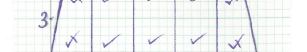 3.
✗ ✓ ✓ ✓ ✗